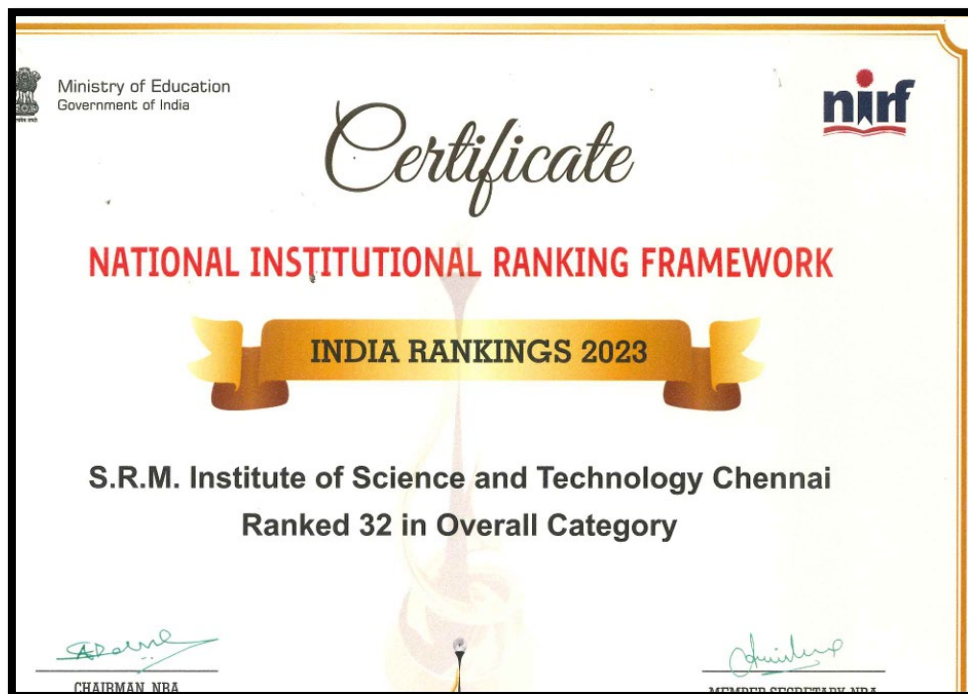 Ministry of Education
Government of India
nirf
Certificate
NATIONAL INSTITUTIONAL RANKING FRAMEWORK
INDIA RANKINGS 2023
S.R.M. Institute of Science and Technology Chennai
Ranked 32 in Overall Category
CHAIRMAN, NBA
MEMBER SECRETARY, NBA